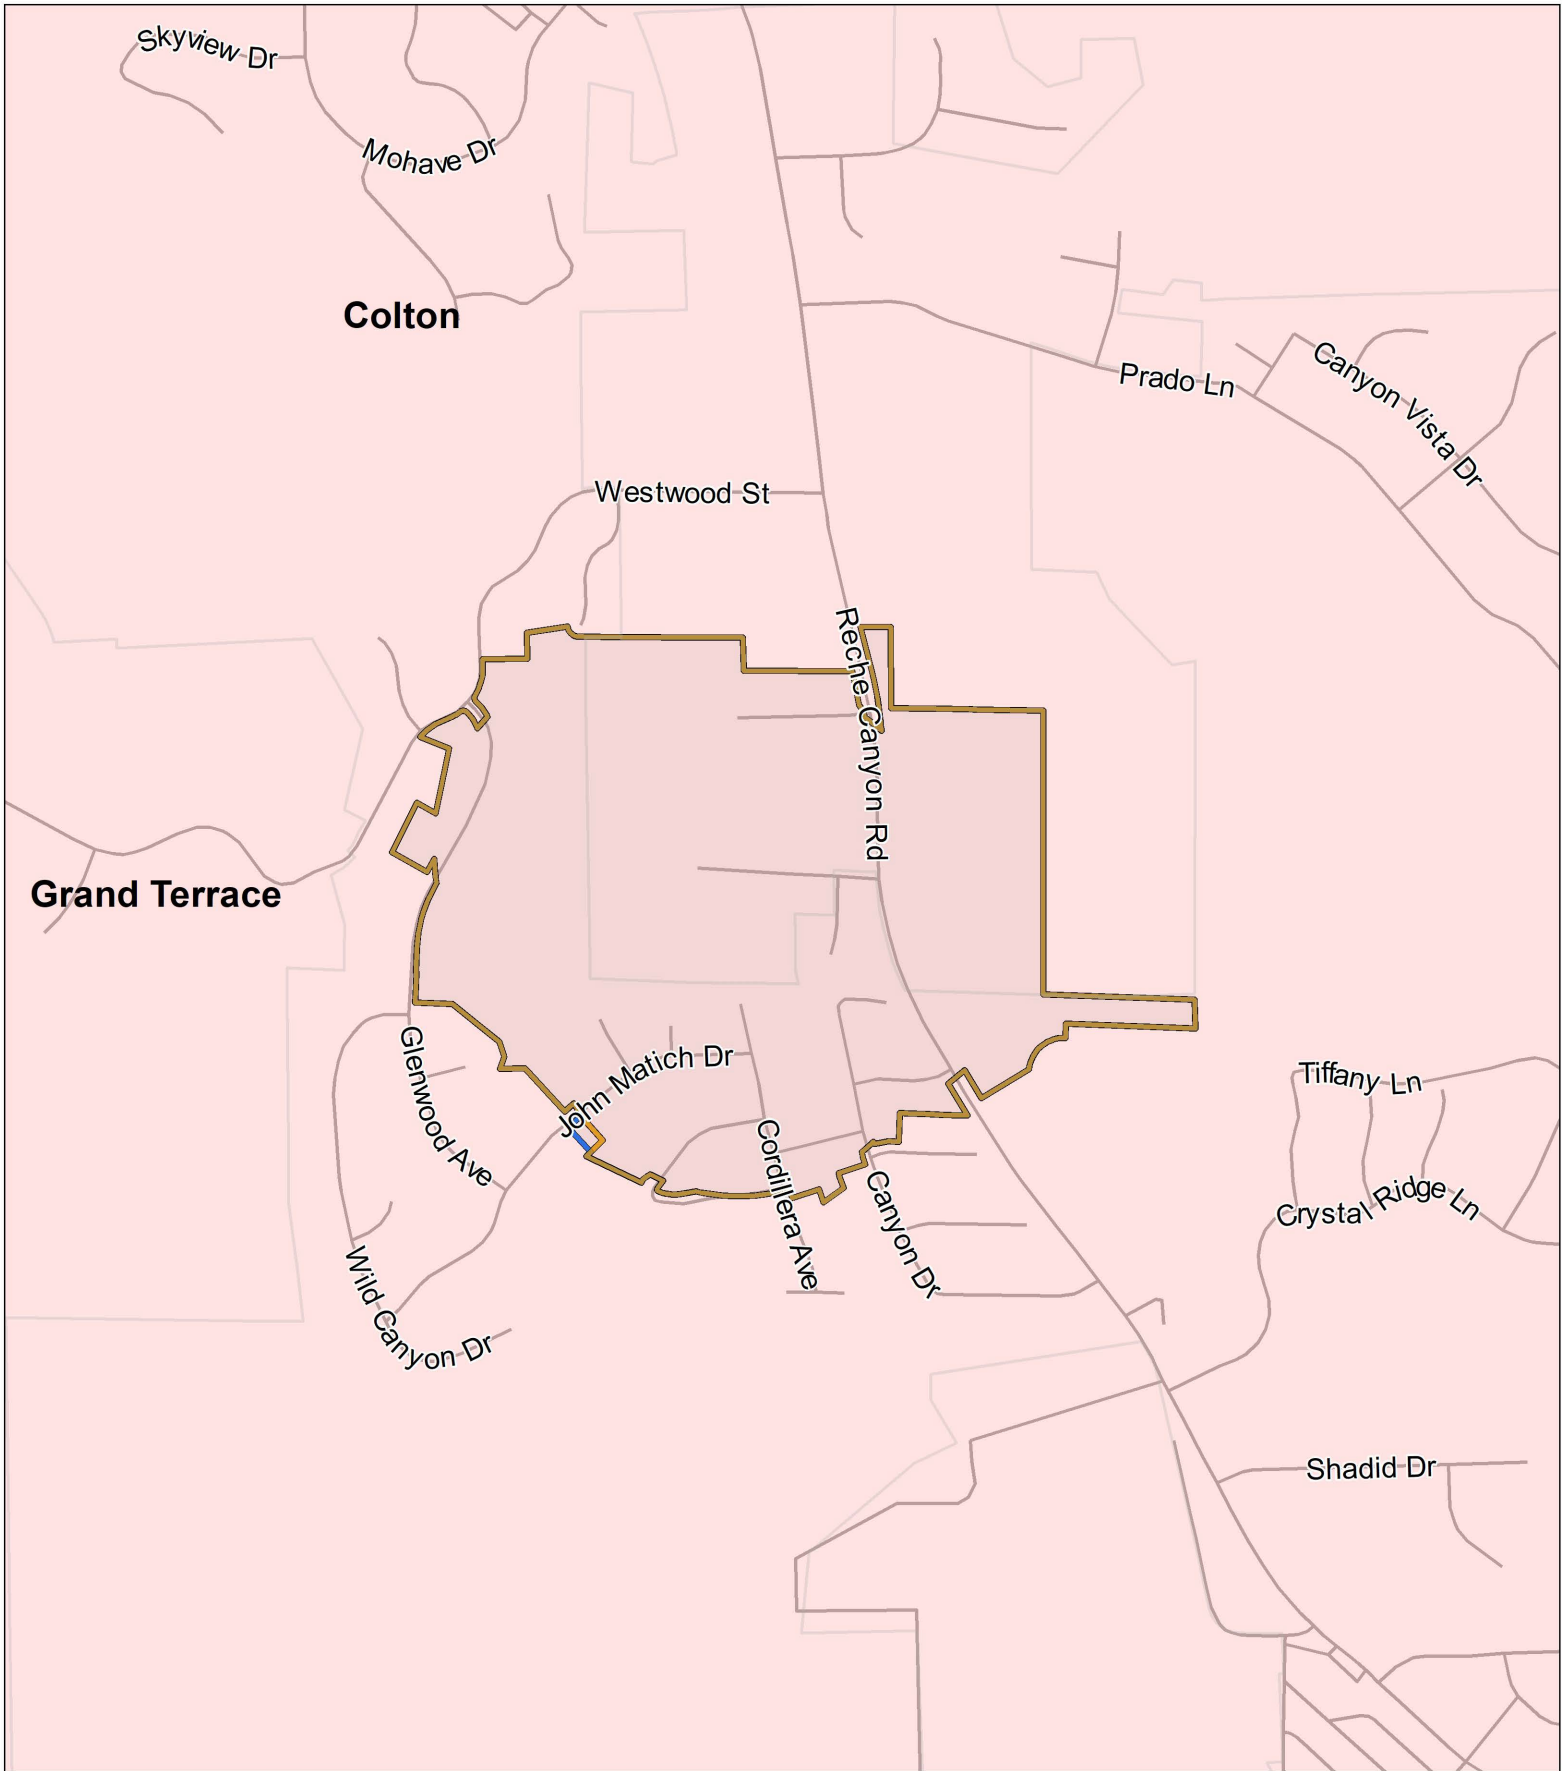 Skyview Dr
Mohave Dr
Colton
Prado Ln
Canyon Vista Dr
Westwood St
Reche Canyon Rd
Grand Terrace
John Matich Dr
Glenwood Ave
Tiffany Ln
Cordillera Ave
Canyon Dr
Crystal Ridge Ln
Wild Canyon Dr
Shadid Dr